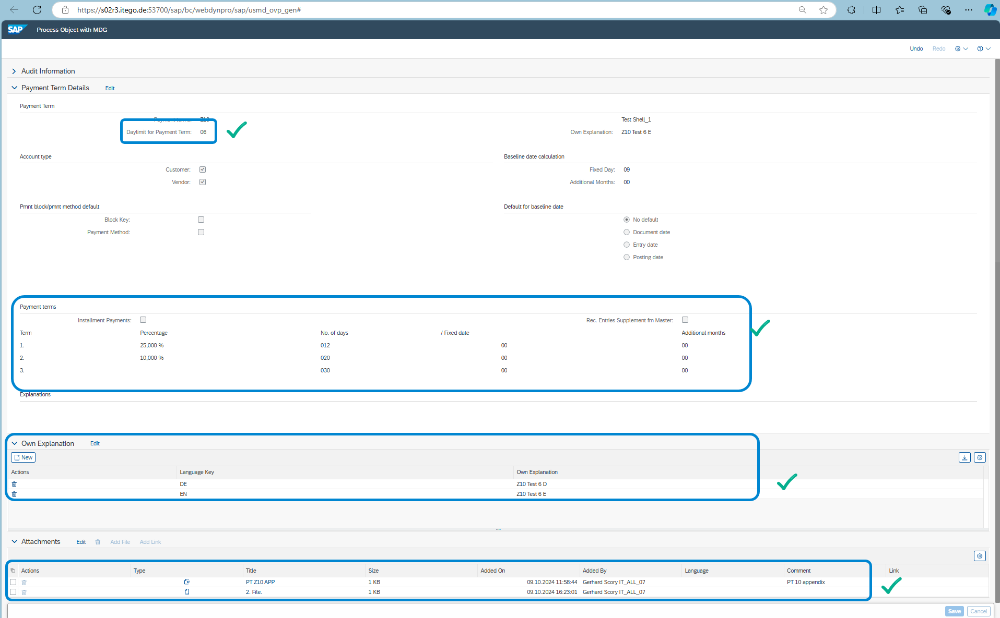 https://s02r3.itego.de:53700/sap/bc/webdynpro/sap/usmd_ovp_gen#
SAP Process Object with MDG
Undo Redo
Audit Information
Payment Term Details Edit
Payment Term
Payment terms: Z10 Test Shell_1
Daylimit for Payment Term: 06 Own Explanation: Z10 Test 6 E
Account type Baseline date calculation
Customer: Fixed Day: 09
Vendor: Additional Months: 00
Pmnt block/pmnt method default Default for baseline date
Block Key: No default
Payment Method: Document date
Entry date
Posting date
Payment terms
Installment Payments: Rec. Entries Supplement fm Master:
Term Percentage No. of days / Fixed date Additional months
1. 25,000 % 012 00 00
2. 10,000 % 020 00 00
3. 030 00 00
Explanations
Own Explanation Edit
New
Actions Language Key Own Explanation
DE Z10 Test 6 D
EN Z10 Test 6 E
Attachments Edit Add File Add Link
Actions Type Title Size Added On Added By Language Comment Link
PT Z10 APP 1 KB 09.10.2024 11:58:44 Gerhard Scory IT_ALL_07 PT 10 appendix
2. File. 1 KB 09.10.2024 16:23:01 Gerhard Scory IT_ALL_07
Save Cancel